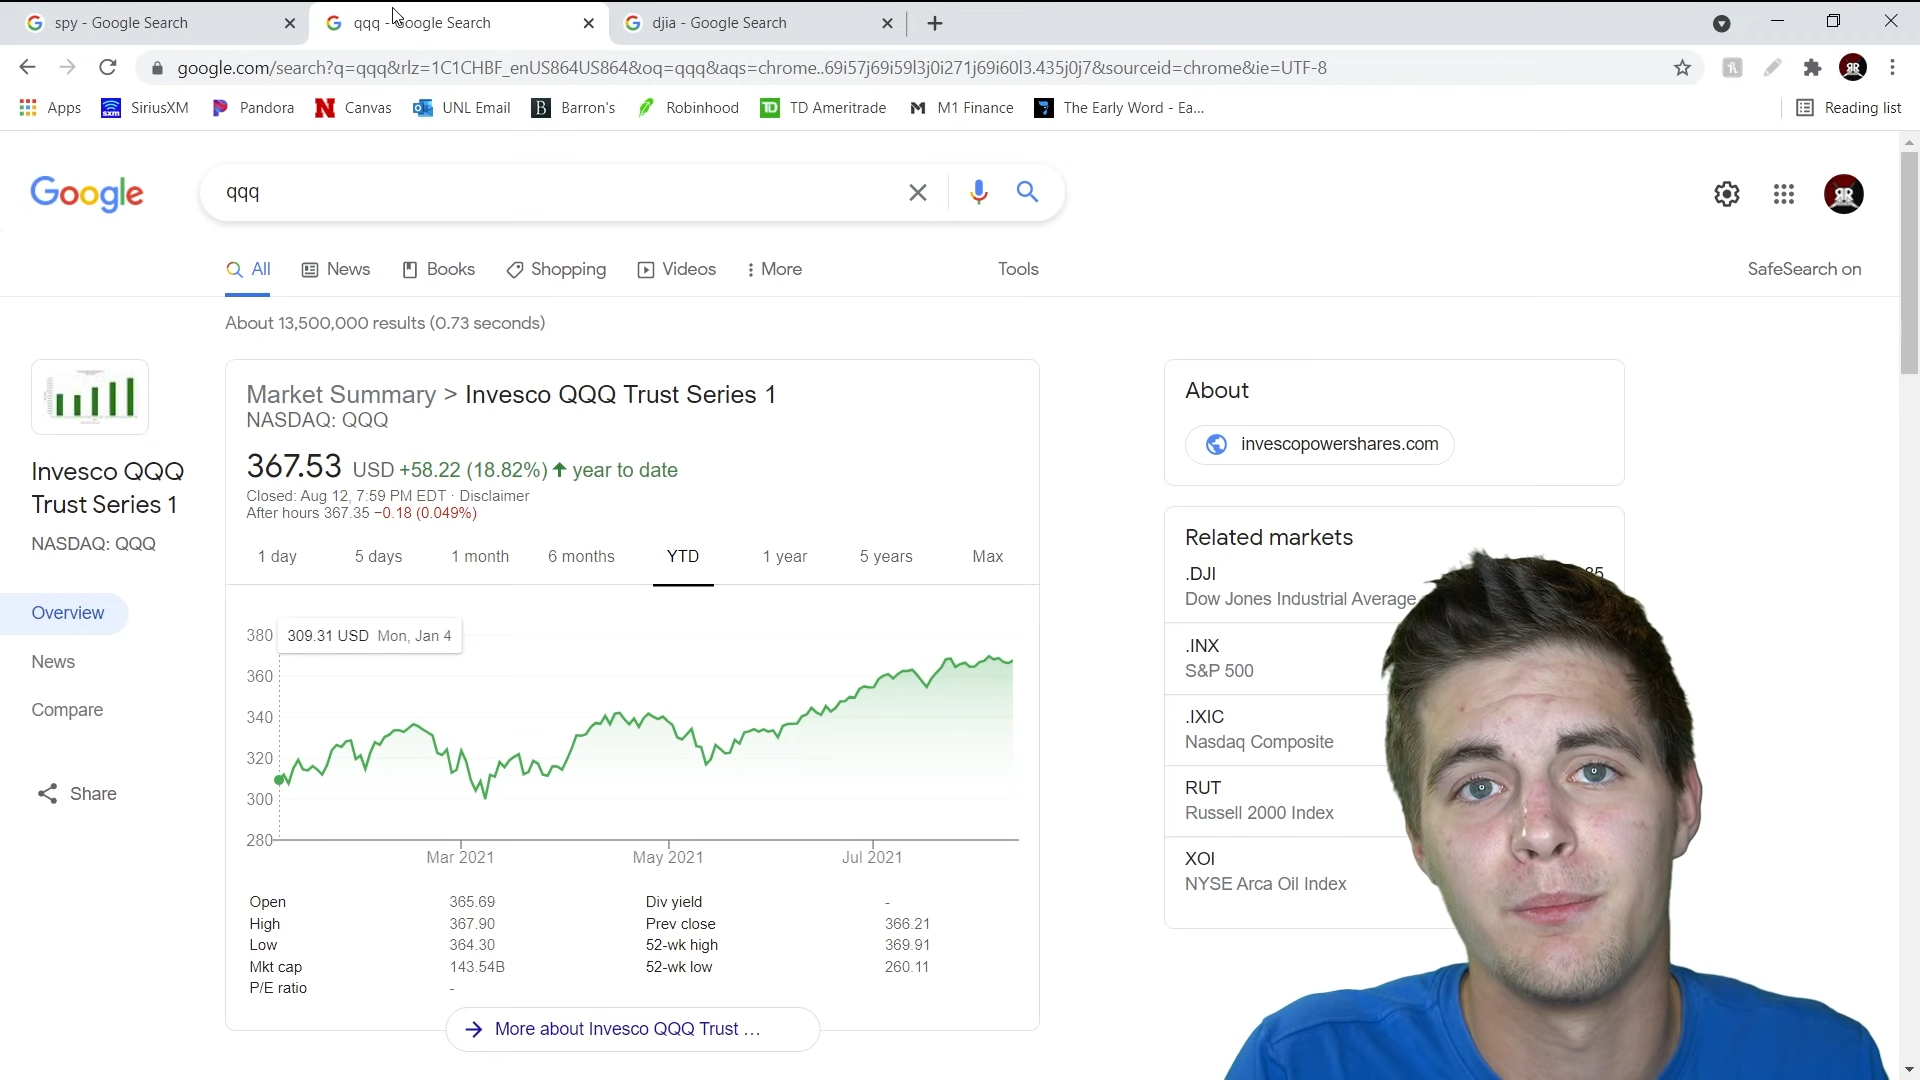 spy - Google Search
qqq - Google Search
djia - Google Search
google.com/search?q=qqq&rlz=1C1CHBF_enUS864US864&oq=qqq&aqs=chrome..69i57j69i59l3j0i271j69i60l3.435j0j7&sourceid=chrome&ie=UTF-8
Apps
SiriusXM
Pandora
Canvas
UNL Email
Barron's
Robinhood
TD Ameritrade
M1 Finance
The Early Word - Ea...
Reading list
Google
qqq
All
News
Books
Shopping
Videos
More
Tools
SafeSearch on
About 13,500,000 results (0.73 seconds)
Invesco QQQ
Trust Series 1
NASDAQ: QQQ
Overview
News
Compare
Share
Market Summary > Invesco QQQ Trust Series 1
NASDAQ: QQQ
367.53 USD +58.22 (18.82%) year to date
Closed: Aug 12, 7:59 PM EDT · Disclaimer
After hours 367.35 −0.18 (0.049%)
1 day
5 days
1 month
6 months
YTD
1 year
5 years
Max
309.31 USD Mon, Jan 4
380
360
340
320
300
280
Mar 2021
May 2021
Jul 2021
Open 365.69
High 367.90
Low 364.30
Mkt cap 143.54B
P/E ratio -
Div yield -
Prev close 366.21
52-wk high 369.91
52-wk low 260.11
More about Invesco QQQ Trust ...
About
invescopowershares.com
Related markets
.DJI
Dow Jones Industrial Average
.INX
S&P 500
.IXIC
Nasdaq Composite
RUT
Russell 2000 Index
XOI
NYSE Arca Oil Index